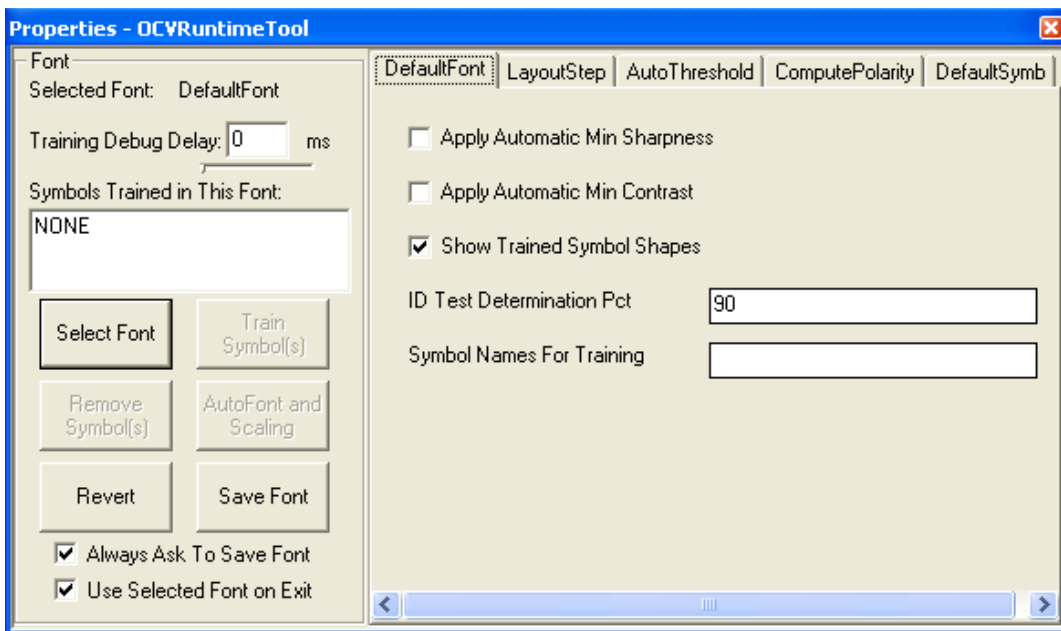 Properties - OCVRuntimeTool
Font
Selected Font: DefaultFont
Training Debug Delay: 0 ms
Symbols Trained in This Font:
NONE
Select Font
Train
Symbol(s)
Remove
Symbol(s)
AutoFont and
Scaling
Revert
Save Font
Always Ask To Save Font
Use Selected Font on Exit
DefaultFont LayoutStep AutoThreshold ComputePolarity DefaultSymb
Apply Automatic Min Sharpness
Apply Automatic Min Contrast
Show Trained Symbol Shapes
ID Test Determination Pct 90
Symbol Names For Training